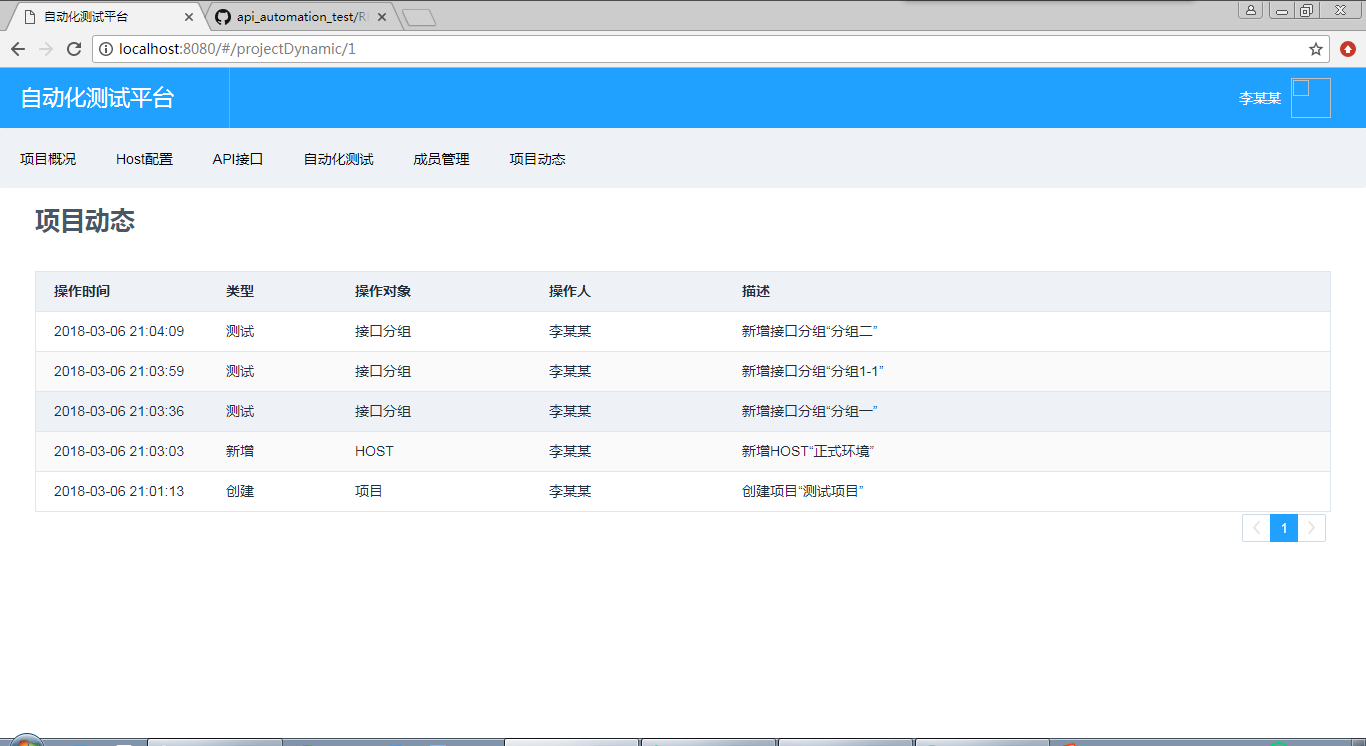 自动化测试平台
api_automation_test/R
localhost:8080/#/projectDynamic/1
自动化测试平台
李某某
项目概况 Host配置 API接口 自动化测试 成员管理 项目动态
项目动态
操作时间 类型 操作对象 操作人 描述
2018-03-06 21:04:09 测试 接口分组 李某某 新增接口分组“分组二”
2018-03-06 21:03:59 测试 接口分组 李某某 新增接口分组“分组1-1”
2018-03-06 21:03:36 测试 接口分组 李某某 新增接口分组“分组一”
2018-03-06 21:03:03 新增 HOST 李某某 新增HOST“正式环境”
2018-03-06 21:01:13 创建 项目 李某某 创建项目“测试项目”
1